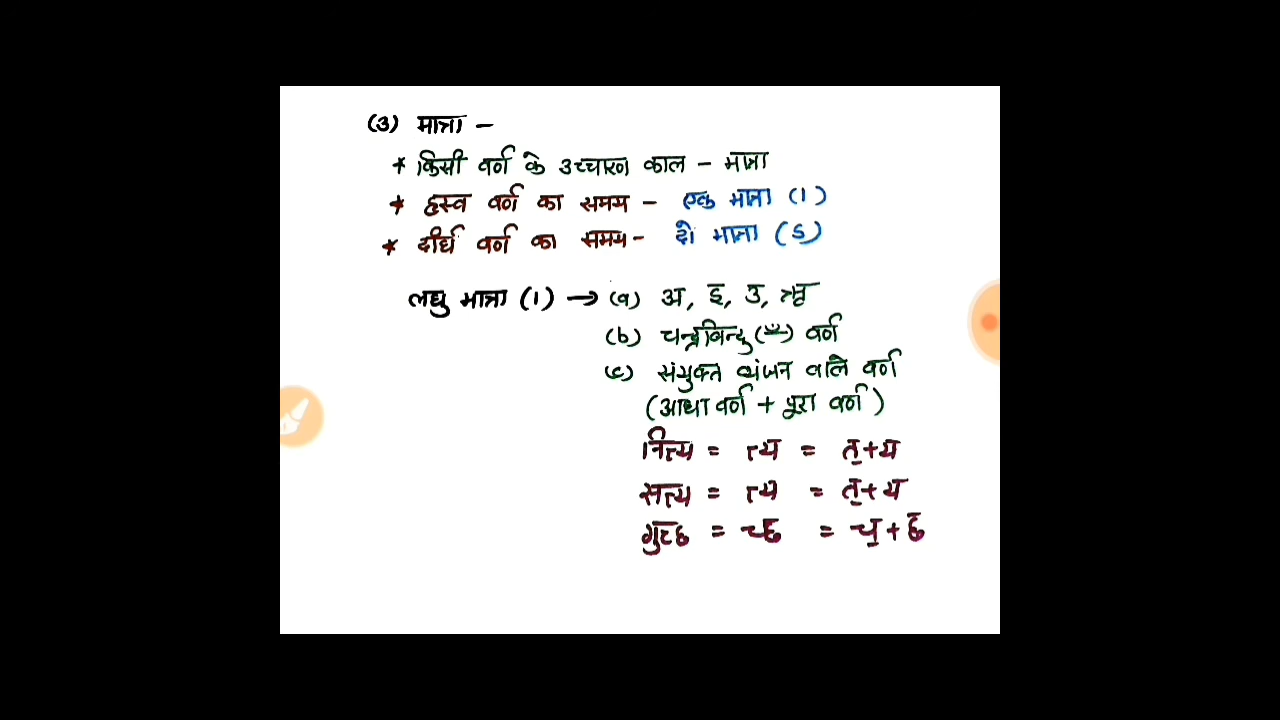 (3) मात्रा -
* किसी वर्ण के उच्चारण काल - मात्रा
* ह्रस्व वर्ण का समय - एक मात्रा (।)
* दीर्घ वर्ण का समय - दो मात्रा (ऽ)
लघु मात्रा (।) → (a) अ, इ, उ, ऋ
(b) चन्द्रबिन्दु (ँ) वर्ण
(c) संयुक्त व्यंजन वाले वर्ण
(आधा वर्ण + पूरा वर्ण)
नित्य = त्य = त्+य
सत्य = त्य = त्+य
गुच्छ = च्छ = च्+छ